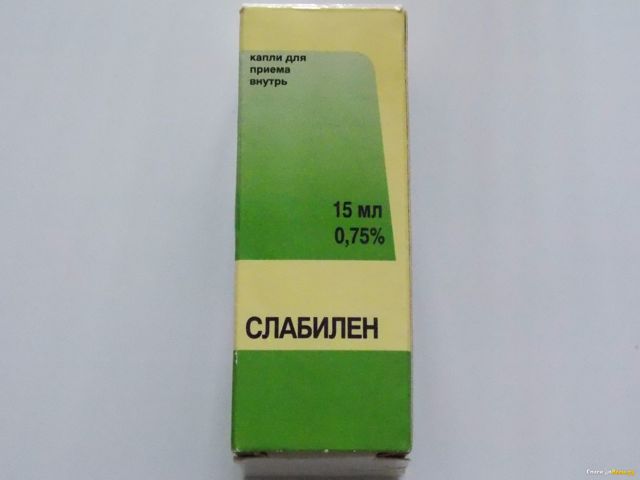 капли для
приема
внутрь
15 мл
0,75%
СЛАБИЛЕН